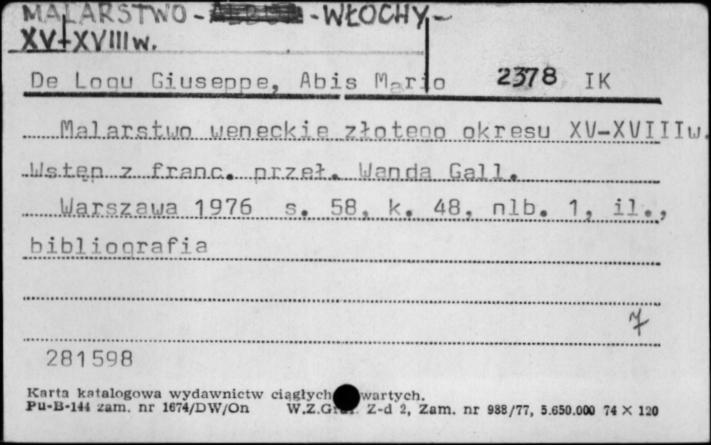 MALARSTWO - - WŁOCHY -
XV-XVIII w.
De Logu Giuseppe, Abis Mario 2378 IK
Malarstwo weneckie złotego okresu XV-XVIII w.
Wstęp z franc. przeł. Wanda Gall.
Warszawa 1976 s. 58, k. 48, nlb. 1, il.,
bibliografia
7
281598
Karta katalogowa wydawnictw ciągłych wartych.
Pu-B-144 zam. nr 1674/DW/On W.Z.Graf. Z-d 2, Zam. nr 988/77, 5.650.000 74 × 120